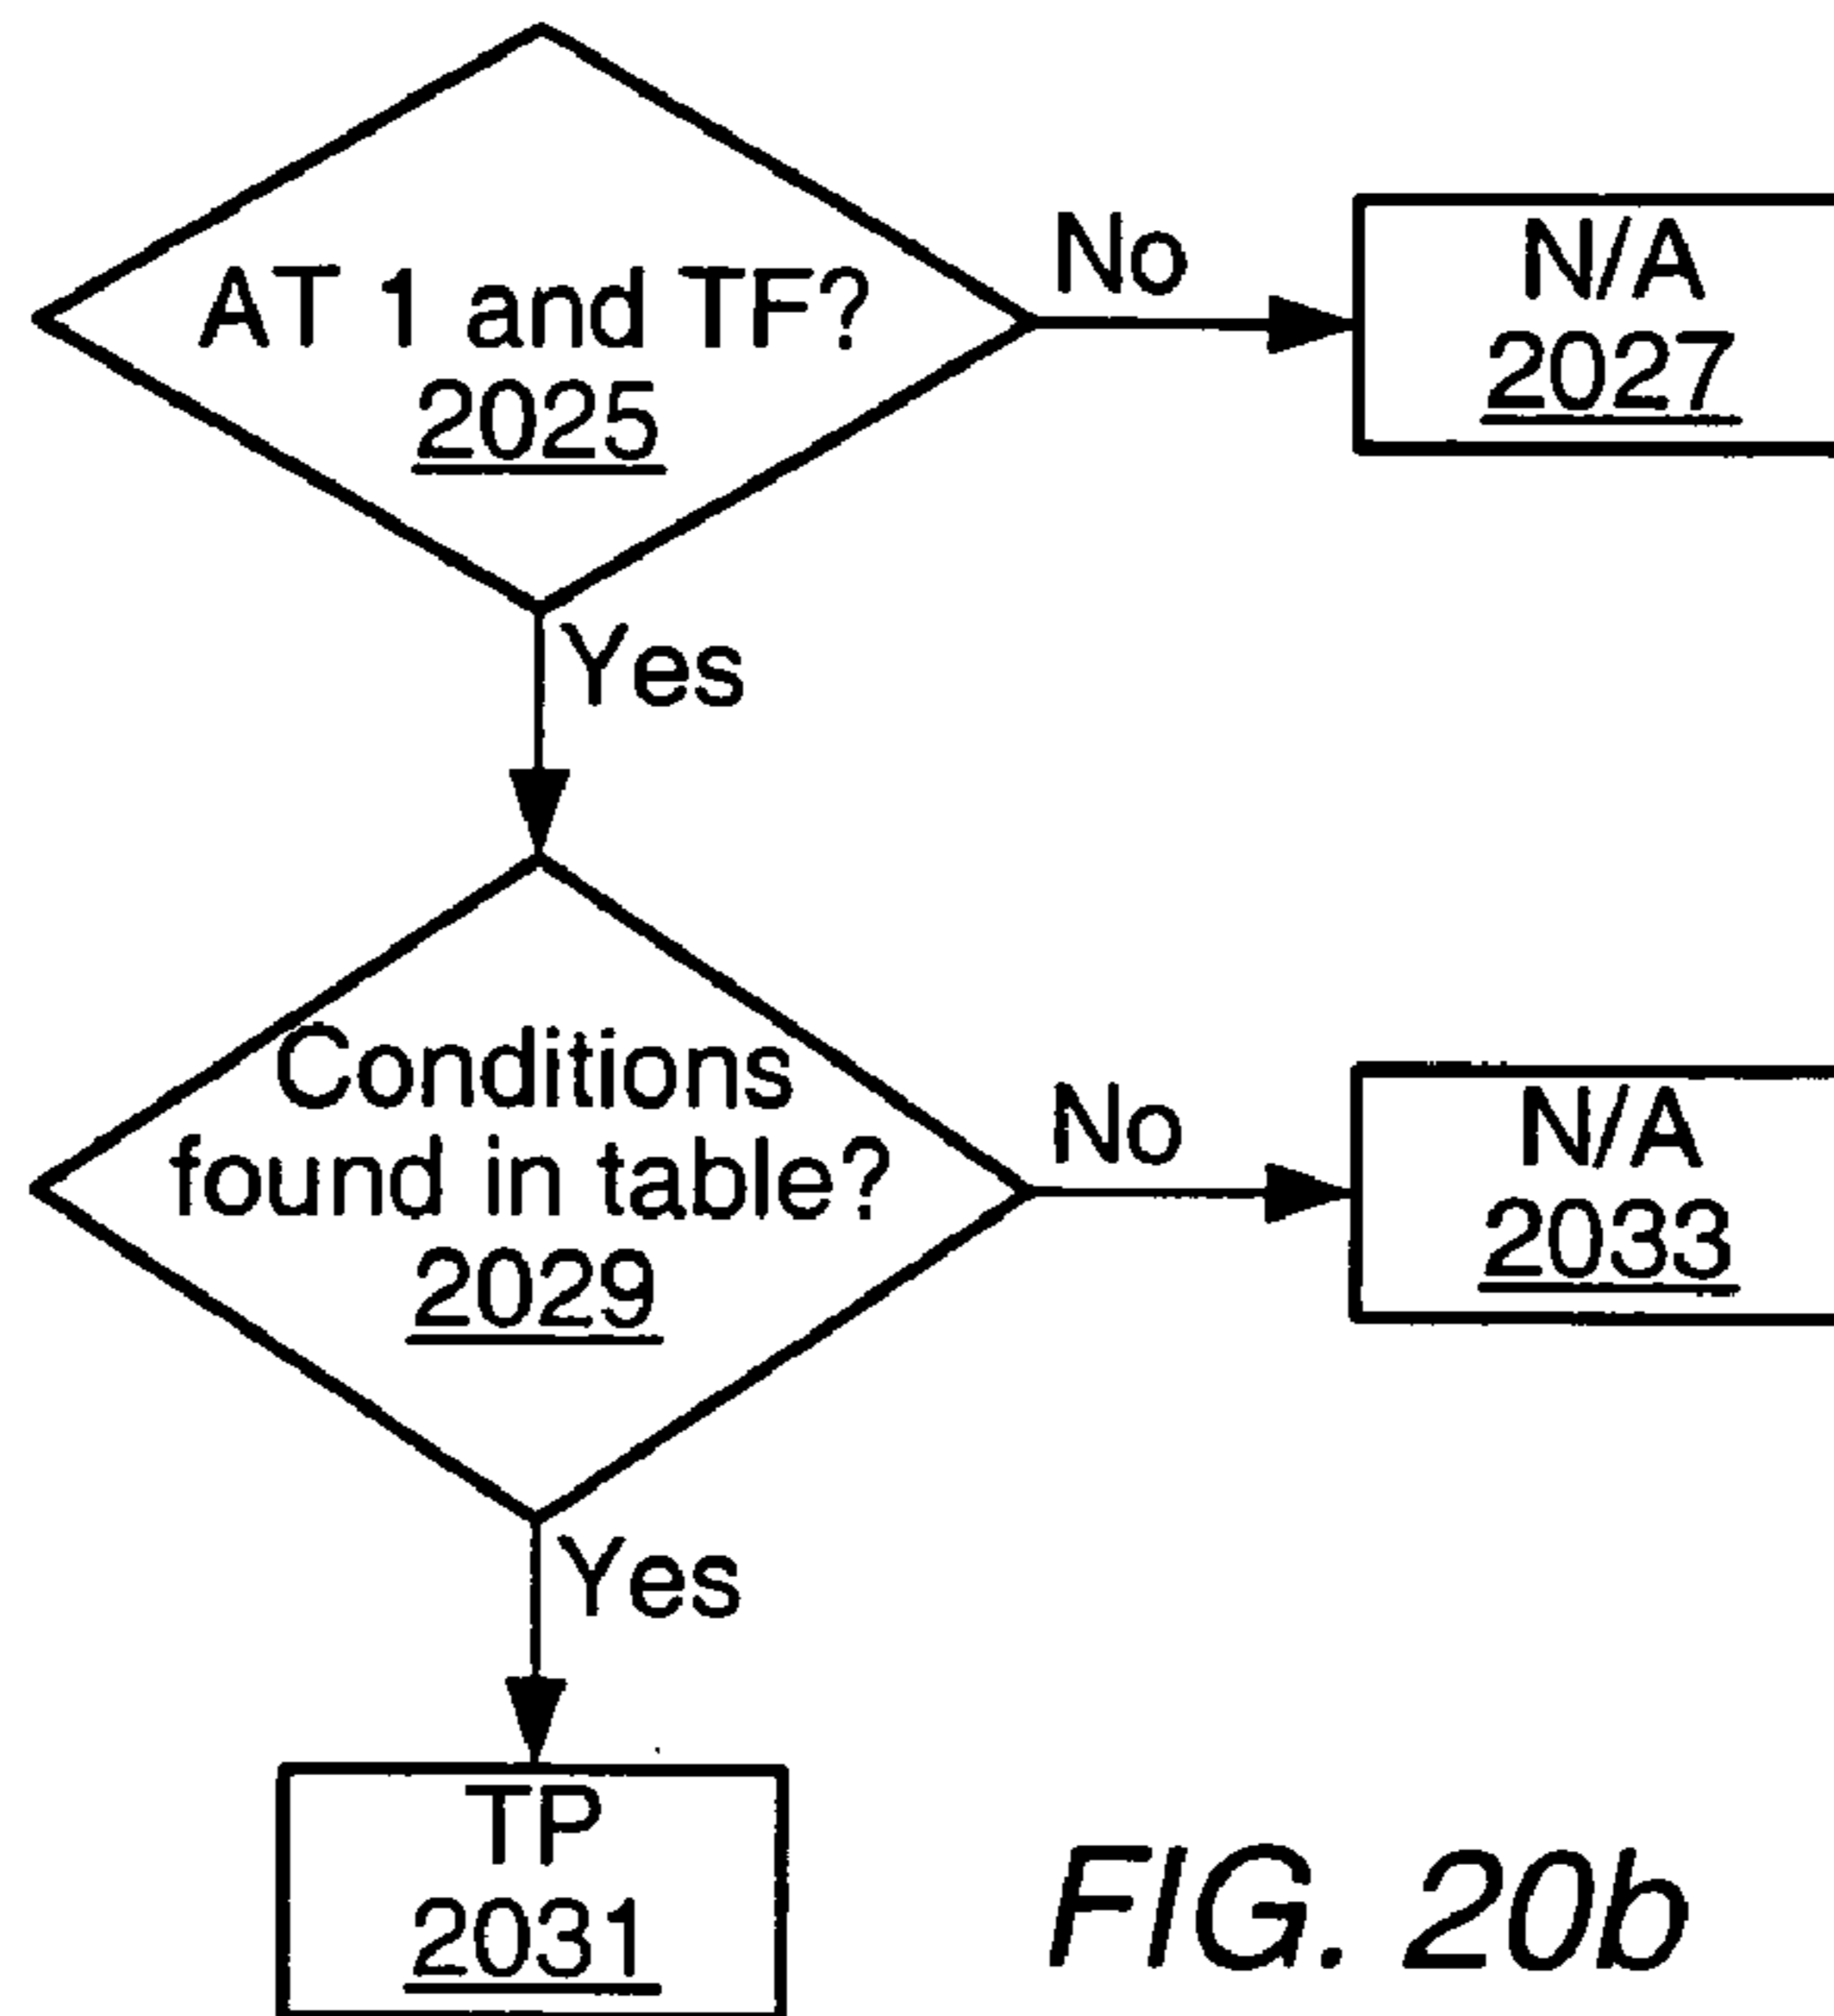 AT 1 and TF?
2025
No
N/A
2027
Yes
Conditions
found in table?
2029
No
N/A
2033
Yes
TP
2031
FIG. 20b